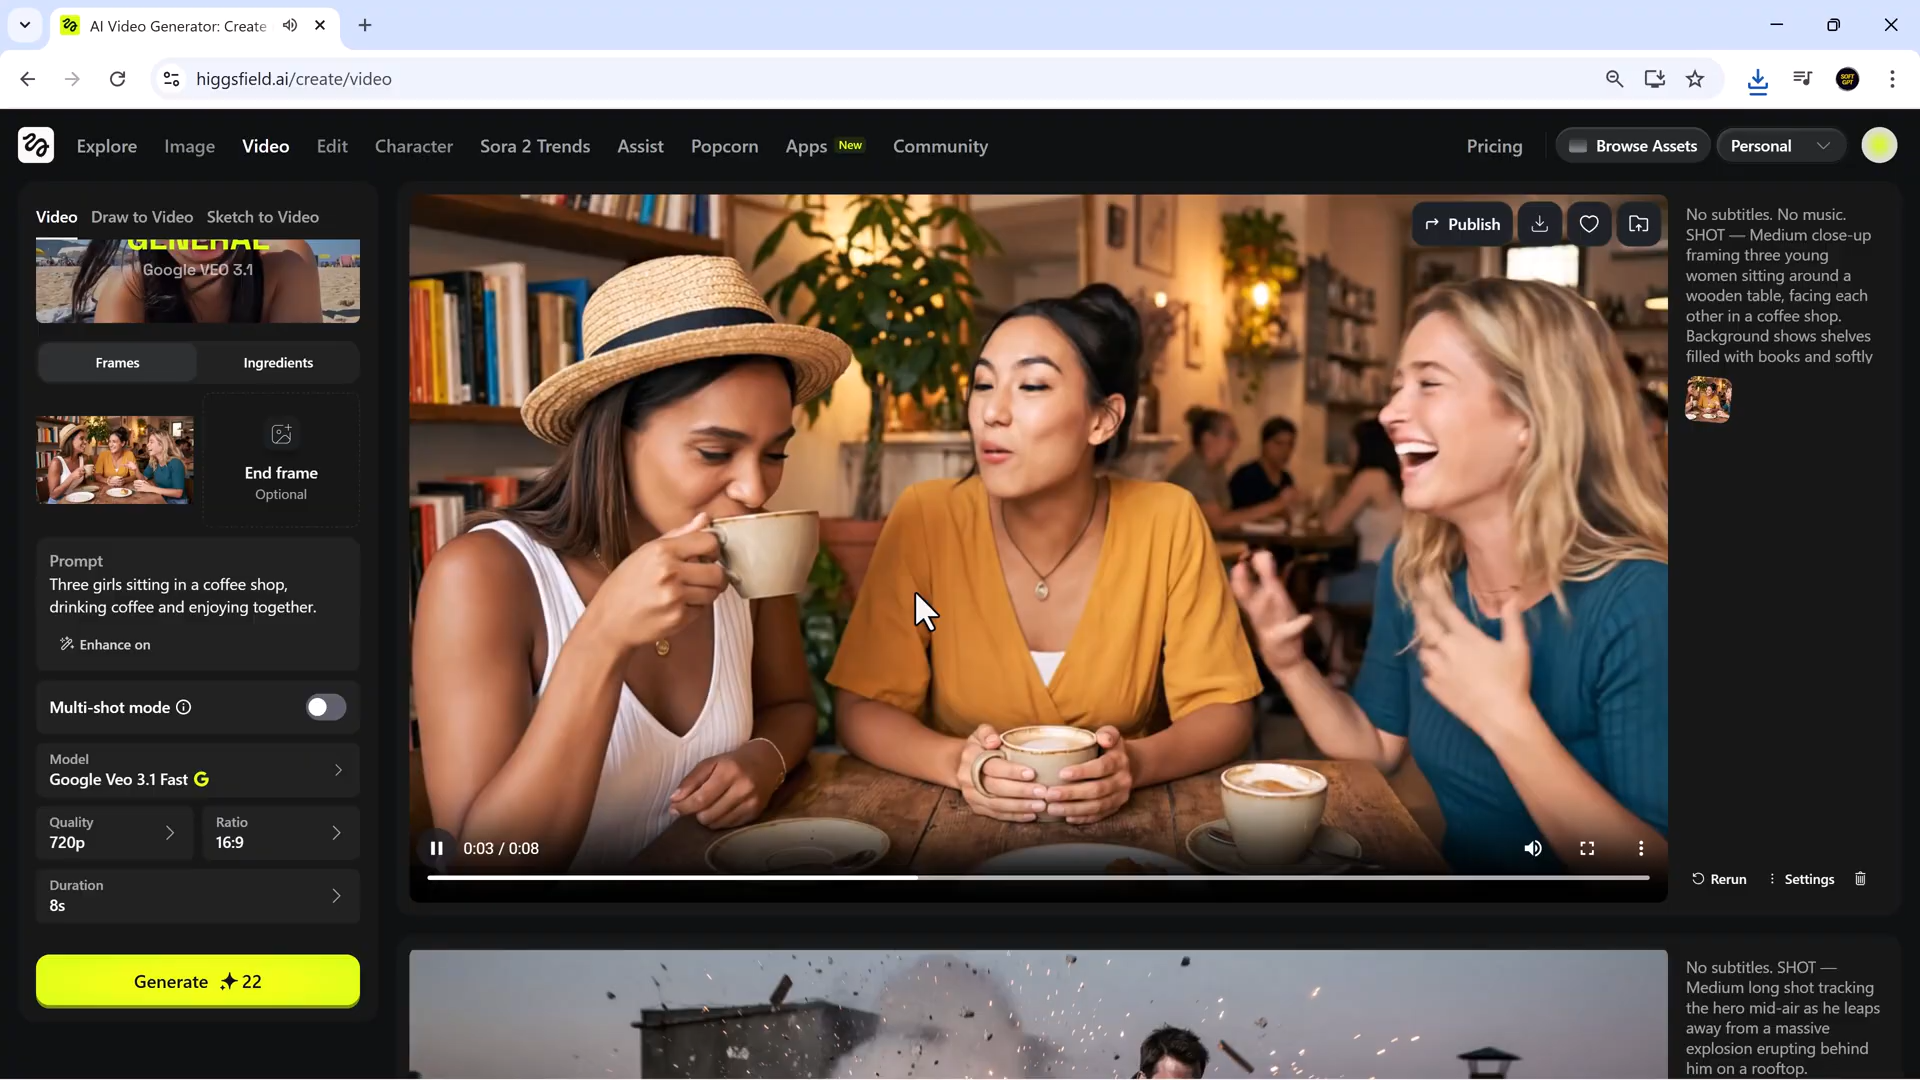 AI Video Generator: Create
higgsfield.ai/create/video
SOFT
GPT
Explore
Image
Video
Edit
Character
Sora 2 Trends
Assist
Popcorn
Apps New
Community
Pricing
Browse Assets
Personal
Video
Draw to Video
Sketch to Video
GENERAL
Google VEO 3.1
Frames
Ingredients
End frame
Optional
Prompt
Three girls sitting in a coffee shop,
drinking coffee and enjoying together.
Enhance on
Multi-shot mode
Model
Google Veo 3.1 Fast G
Quality
720p
Ratio
16:9
Duration
8s
Generate 22
Publish
0:03 / 0:08
No subtitles. No music.
SHOT — Medium close-up
framing three young
women sitting around a
wooden table, facing each
other in a coffee shop.
Background shows shelves
filled with books and softly
Rerun
Settings
No subtitles. SHOT —
Medium long shot tracking
the hero mid-air as he leaps
away from a massive
explosion erupting behind
him on a rooftop.